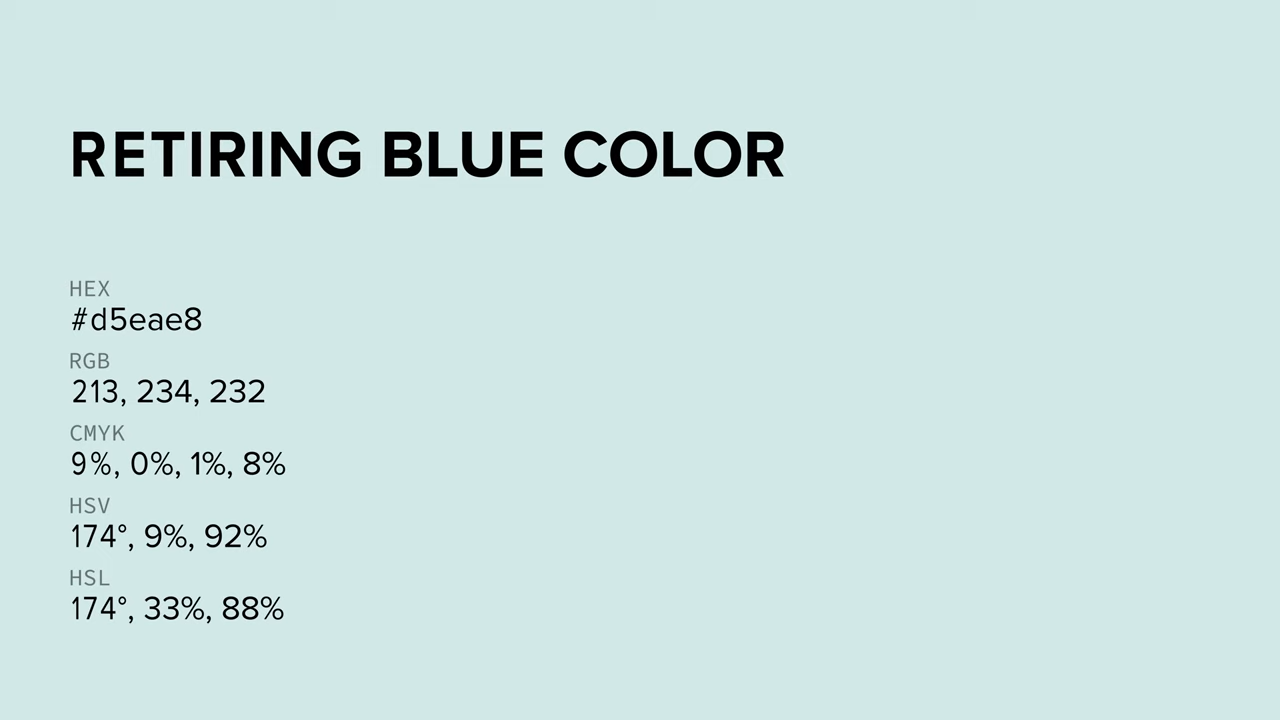 RETIRING BLUE COLOR
HEX
#d5eae8
RGB
213, 234, 232
CMYK
9%, 0%, 1%, 8%
HSV
174°, 9%, 92%
HSL
174°, 33%, 88%